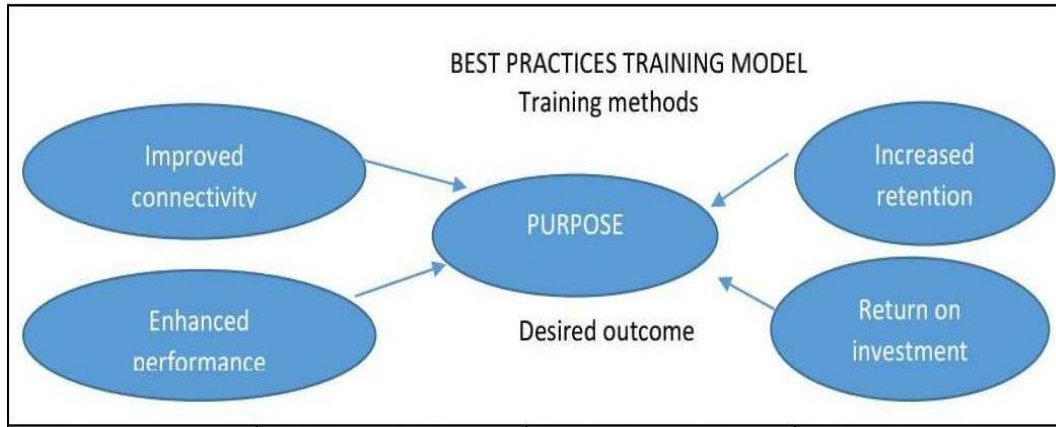 BEST PRACTICES TRAINING MODEL
Training methods
Improved
connectivity
Increased
retention
PURPOSE
Enhanced
performance
Desired outcome
Return on
investment